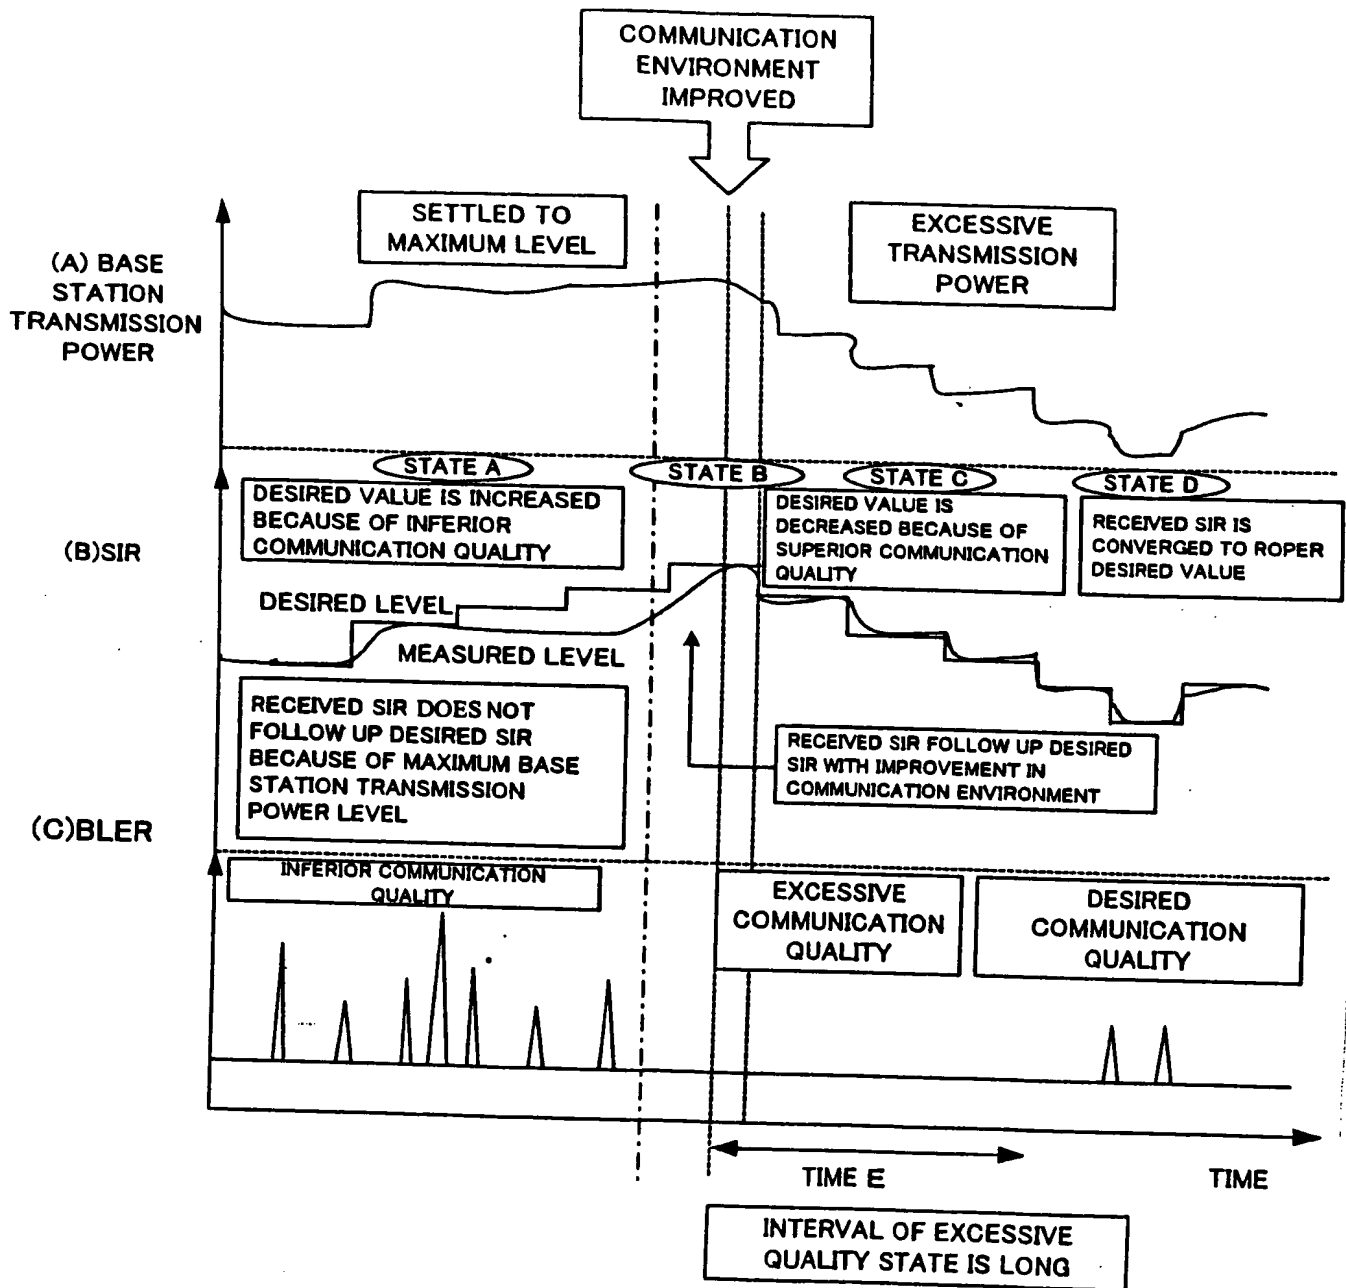 COMMUNICATION
ENVIRONMENT
IMPROVED
SETTLED TO
MAXIMUM LEVEL
EXCESSIVE
TRANSMISSION
POWER
(A) BASE
STATION
TRANSMISSION
POWER
STATE A
STATE B
STATE C
STATE D
DESIRED VALUE IS INCREASED
BECAUSE OF INFERIOR
COMMUNICATION QUALITY
DESIRED VALUE IS
DECREASED BECAUSE OF
SUPERIOR COMMUNICATION
QUALITY
RECEIVED SIR IS
CONVERGED TO ROPER
DESIRED VALUE
(B)SIR
DESIRED LEVEL
MEASURED LEVEL
RECEIVED SIR DOES NOT
FOLLOW UP DESIRED SIR
BECAUSE OF MAXIMUM BASE
STATION TRANSMISSION
POWER LEVEL
RECEIVED SIR FOLLOW UP DESIRED
SIR WITH IMPROVEMENT IN
COMMUNICATION ENVIRONMENT
(C)BLER
INFERIOR COMMUNICATION
QUALITY
EXCESSIVE
COMMUNICATION
QUALITY
DESIRED
COMMUNICATION
QUALITY
TIME E
TIME
INTERVAL OF EXCESSIVE
QUALITY STATE IS LONG